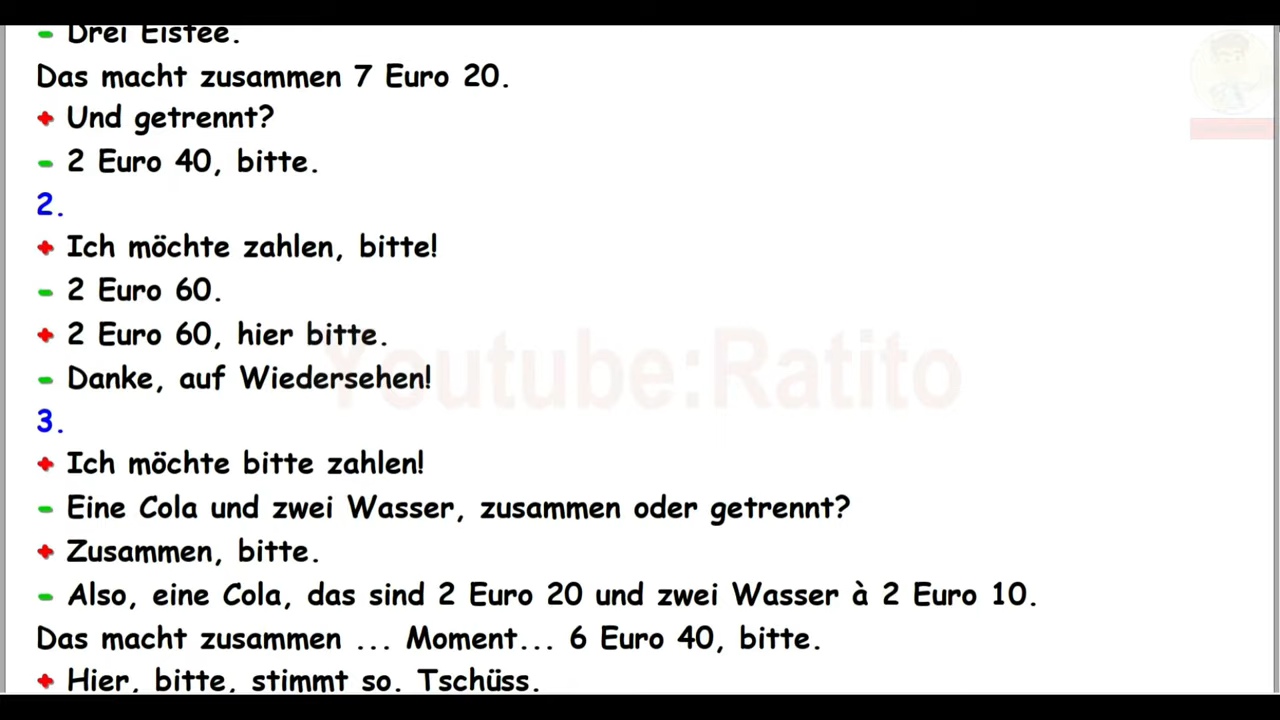 - Drei Eistee.
Das macht zusammen 7 Euro 20.
+ Und getrennt?
- 2 Euro 40, bitte.
2.
+ Ich möchte zahlen, bitte!
- 2 Euro 60.
+ 2 Euro 60, hier bitte.
Youtube:Ratito
- Danke, auf Wiedersehen!
3.
+ Ich möchte bitte zahlen!
- Eine Cola und zwei Wasser, zusammen oder getrennt?
+ Zusammen, bitte.
- Also, eine Cola, das sind 2 Euro 20 und zwei Wasser à 2 Euro 10.
Das macht zusammen ... Moment... 6 Euro 40, bitte.
+ Hier, bitte, stimmt so. Tschüss.